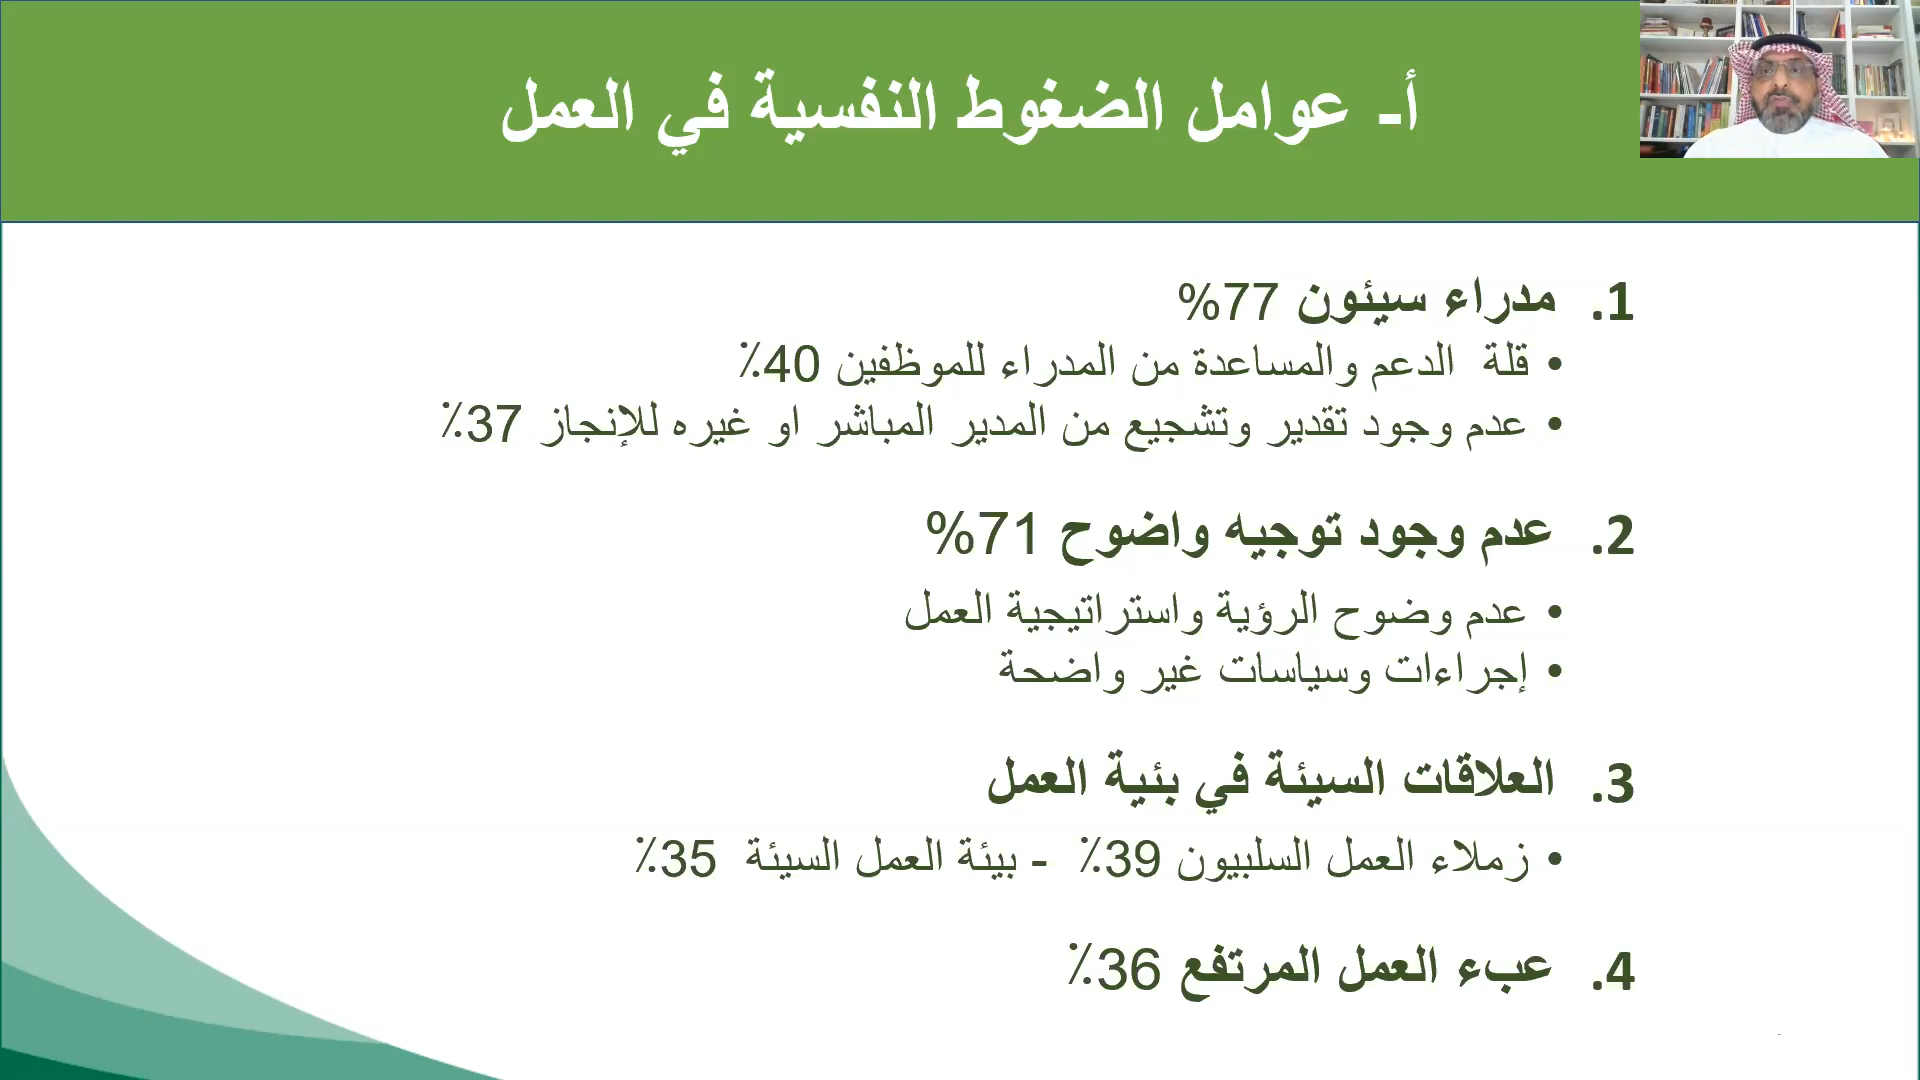 أ- عوامل الضغوط النفسية في العمل
1. مدراء سيئون 77%
• قلة الدعم والمساعدة من المدراء للموظفين 40٪
• عدم وجود تقدير وتشجيع من المدير المباشر او غيره للإنجاز 37٪
2. عدم وجود توجيه واضوح 71%
• عدم وضوح الرؤية واستراتيجية العمل
• إجراءات وسياسات غير واضحة
3. العلاقات السيئة في بئية العمل
• زملاء العمل السلبيون 39٪ - بيئة العمل السيئة 35٪
4. عبء العمل المرتفع 36٪